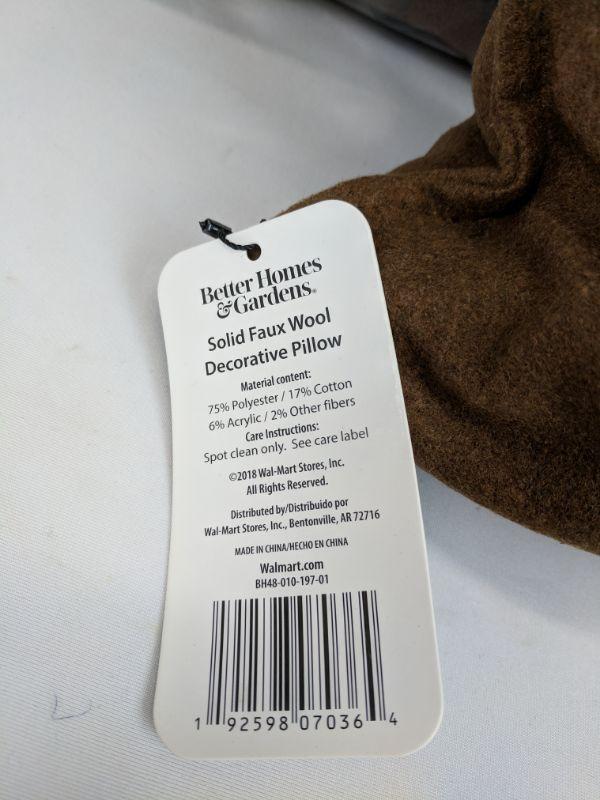 Better Homes
& Gardens®
Solid Faux Wool
Decorative Pillow
Material content:
75% Polyester / 17% Cotton
6% Acrylic / 2% Other fibers
Care Instructions:
Spot clean only. See care label
©2018 Wal-Mart Stores, Inc.
All Rights Reserved.
Distributed by/Distribuido por
Wal-Mart Stores, Inc., Bentonville, AR 72716
MADE IN CHINA/HECHO EN CHINA
Walmart.com
BH48-010-197-01
1 92598 07036 4